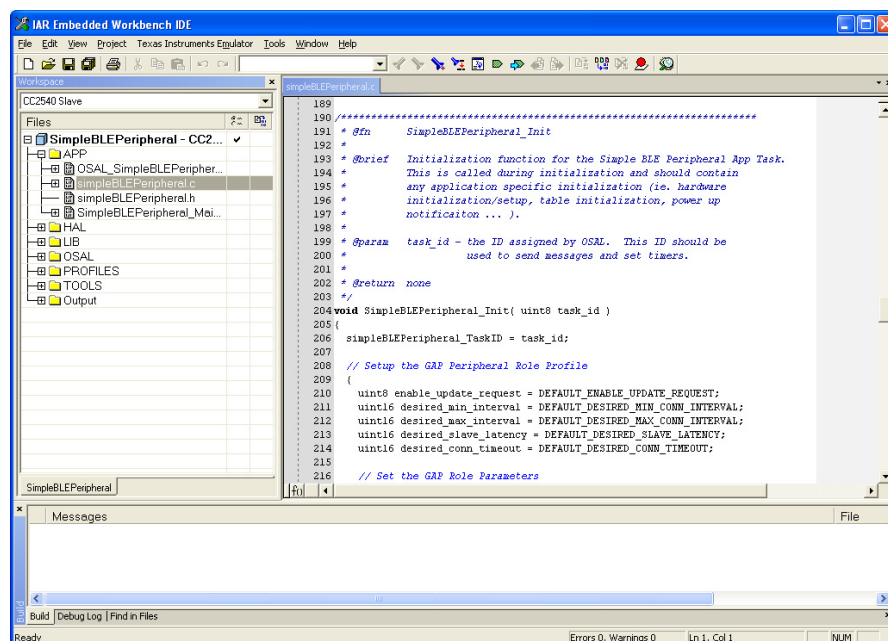 IAR Embedded Workbench IDE
File Edit View Project Texas Instruments Emulator Tools Window Help
Workspace
CC2540 Slave
Files
SimpleBLEPeripheral - CC2...
APP
OSAL_SimpleBLEPeripher...
simpleBLEPeripheral.c
simpleBLEPeripheral.h
SimpleBLEPeripheral_Mai...
HAL
LIB
OSAL
PROFILES
TOOLS
Output
SimpleBLEPeripheral
simpleBLEPeripheral.c
189
190 /*********************************************************************
191  * @fn      SimpleBLEPeripheral_Init
192  *
193  * @brief   Initialization function for the Simple BLE Peripheral App Task.
194  *          This is called during initialization and should contain
195  *          any application specific initialization (ie. hardware
196  *          initialization/setup, table initialization, power up
197  *          notificaiton ... ).
198  *
199  * @param   task_id - the ID assigned by OSAL.  This ID should be
200  *                    used to send messages and set timers.
201  *
202  * @return  none
203  */
204 void SimpleBLEPeripheral_Init( uint8 task_id )
205 {
206   simpleBLEPeripheral_TaskID = task_id;
207
208   // Setup the GAP Peripheral Role Profile
209   {
210     uint8 enable_update_request = DEFAULT_ENABLE_UPDATE_REQUEST;
211     uint16 desired_min_interval = DEFAULT_DESIRED_MIN_CONN_INTERVAL;
212     uint16 desired_max_interval = DEFAULT_DESIRED_MAX_CONN_INTERVAL;
213     uint16 desired_slave_latency = DEFAULT_DESIRED_SLAVE_LATENCY;
214     uint16 desired_conn_timeout = DEFAULT_DESIRED_CONN_TIMEOUT;
215
216     // Set the GAP Role Parameters
f()
Messages File
Build
Build Debug Log Find in Files
Ready Errors 0, Warnings 0 Ln 1, Col 1 NUM